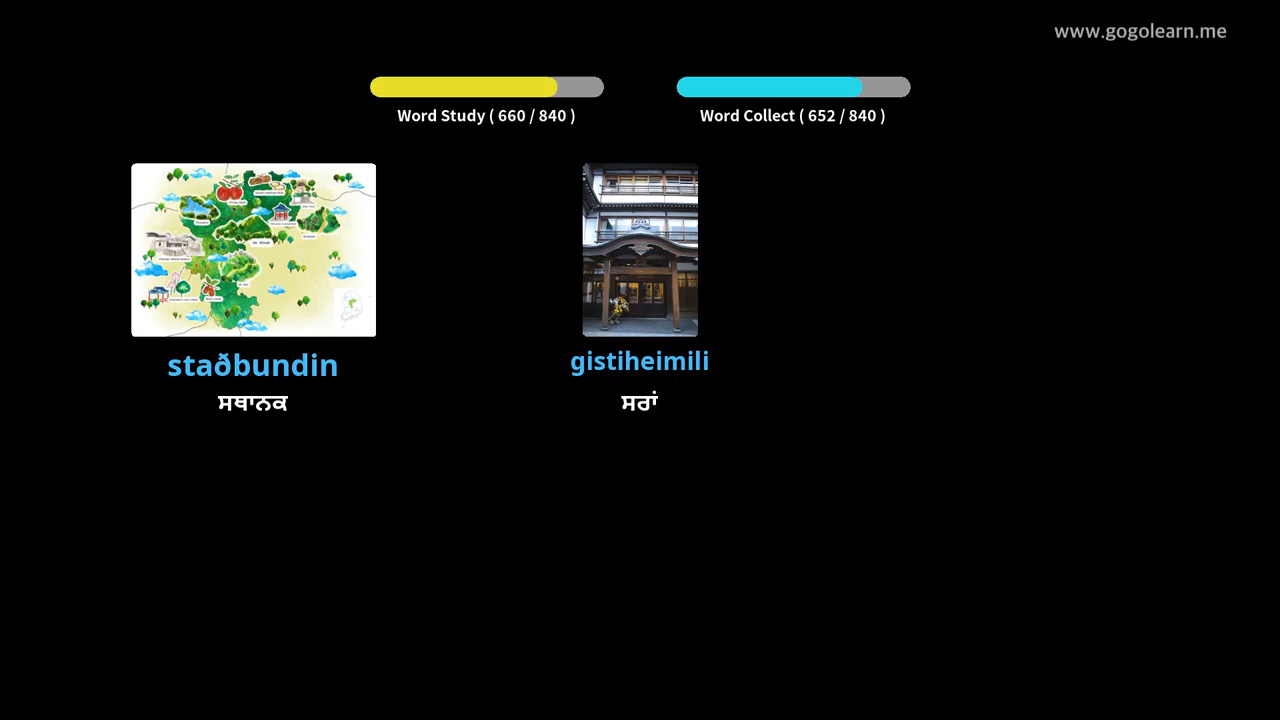 www.gogolearn.me
Word Study ( 660 / 840 )
Word Collect ( 652 / 840 )
staðbundin
gistiheimili
ਸਥਾਨਕ
ਸਰਾਂ